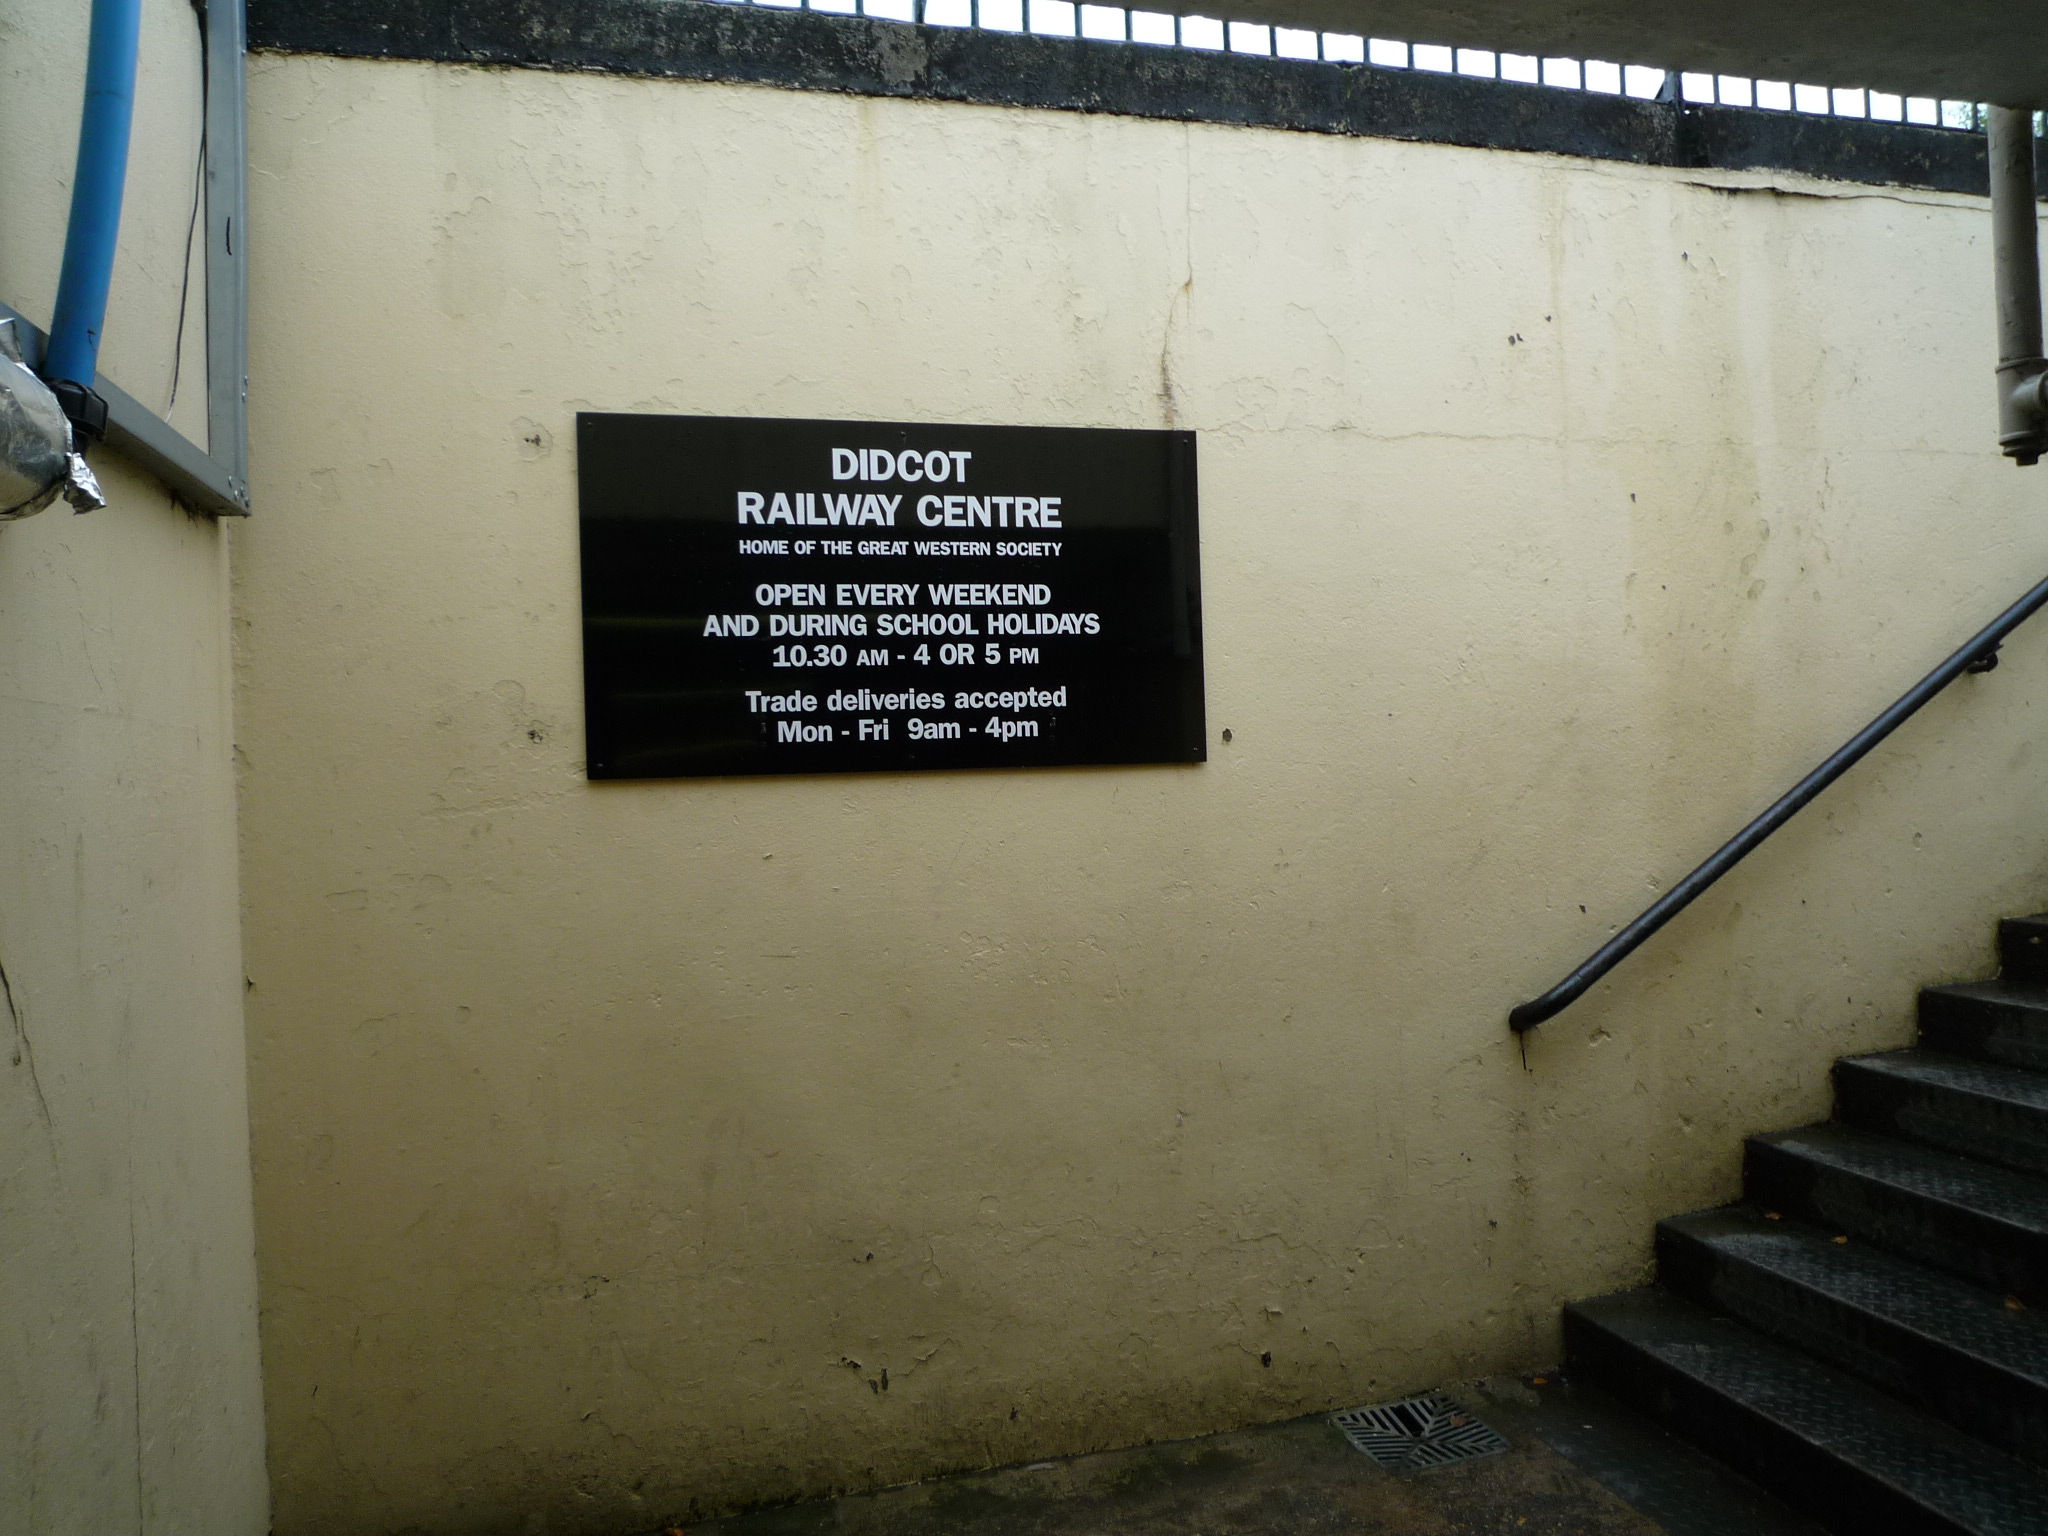 DIDCOT
RAILWAY CENTRE
HOME OF THE GREAT WESTERN SOCIETY
OPEN EVERY WEEKEND
AND DURING SCHOOL HOLIDAYS
10.30 AM - 4 OR 5 PM
Trade deliveries accepted
Mon - Fri 9am - 4pm